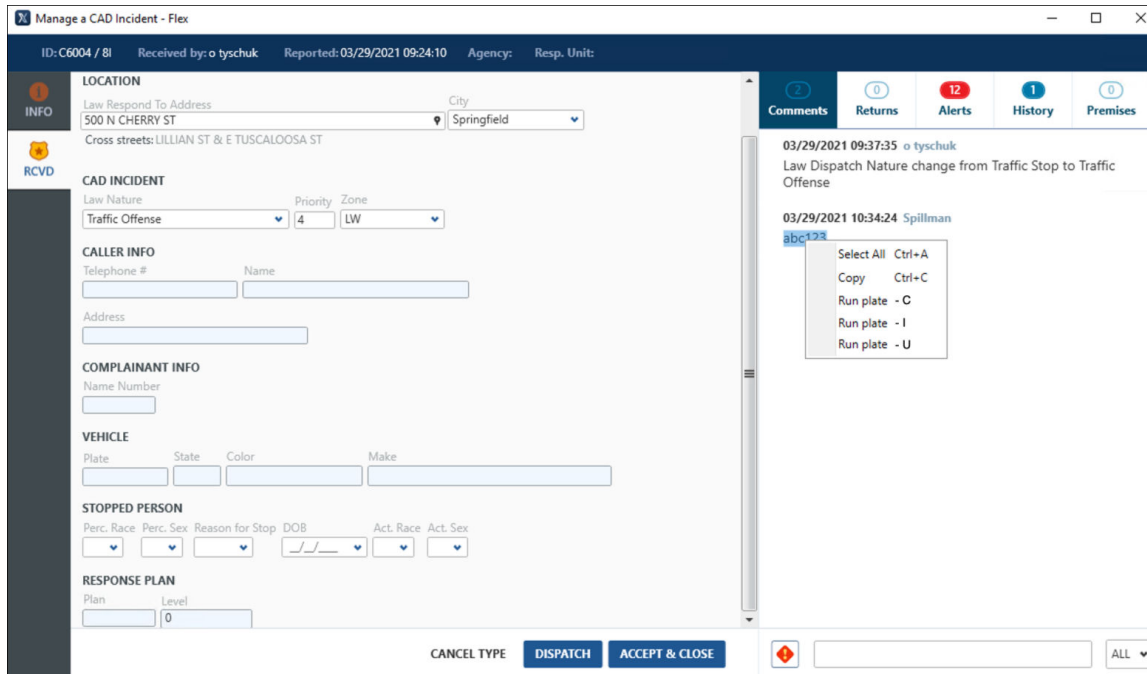 Manage a CAD Incident - Flex
ID: C6004 / 8I Received by: o tyschuk Reported: 03/29/2021 09:24:10 Agency: Resp. Unit:
INFO
RCVD
LOCATION
Law Respond To Address City
500 N CHERRY ST Springfield
Cross streets: LILLIAN ST & E TUSCALOOSA ST
CAD INCIDENT
Law Nature Priority Zone
Traffic Offense 4 LW
CALLER INFO
Telephone # Name
Address
COMPLAINANT INFO
Name Number
VEHICLE
Plate State Color Make
STOPPED PERSON
Perc. Race Perc. Sex Reason for Stop DOB Act. Race Act. Sex
__/__/____
RESPONSE PLAN
Plan Level
0
CANCEL TYPE DISPATCH ACCEPT & CLOSE
2 0 12 1 0
Comments Returns Alerts History Premises
03/29/2021 09:37:35 o tyschuk
Law Dispatch Nature change from Traffic Stop to Traffic
Offense
03/29/2021 10:34:24 Spillman
abc123
Select All Ctrl+A
Copy Ctrl+C
Run plate - C
Run plate - I
Run plate - U
ALL